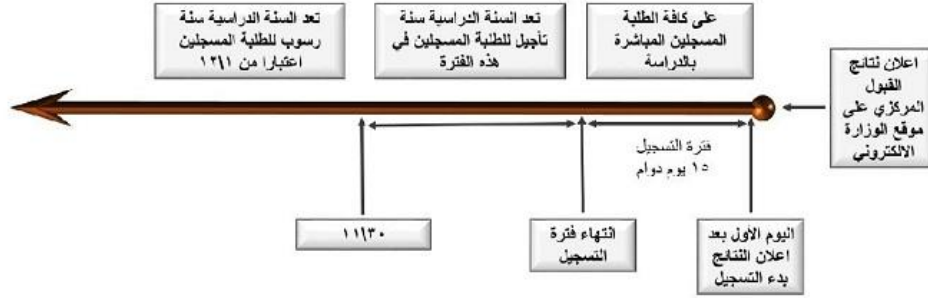 على كافة الطلبة
المسجلين المباشرة
بالدراسة
تعد السنة الدراسية سنة
تأجيل للطلبة المسجلين في
هذه الفترة
تعد السنة الدراسية سنة
رسوب للطلبة المسجلين
اعتبارا من ١٢\١
اعلان نتائج
القبول
المركزي على
موقع الوزارة
الالكتروني
فترة التسجيل
١٥ يوم دوام
اليوم الأول بعد
اعلان النتائج
بدء التسجيل
انتهاء فترة
التسجيل
١١\٣٠